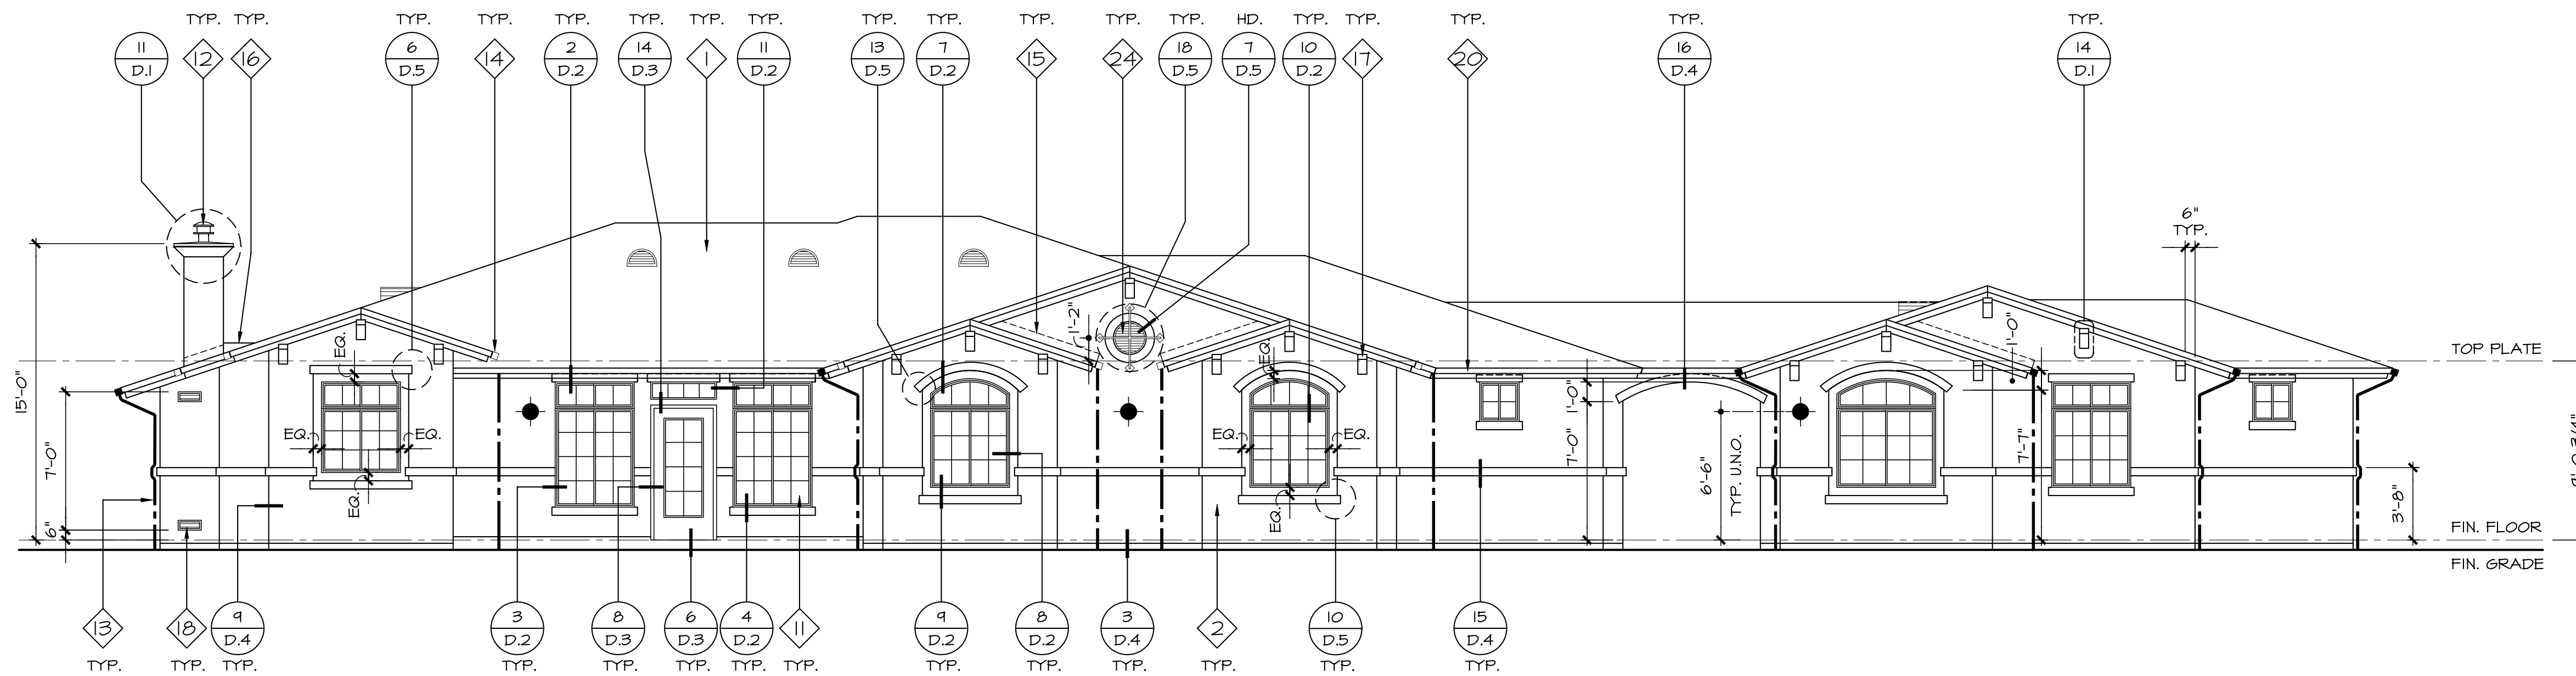 TYP. TYP. TYP. TYP. TYP. TYP. TYP. TYP. TYP. TYP. TYP. TYP. TYP. HD. TYP. TYP. TYP. TYP. TYP.
11 12 16 6 14 2 14 1 11 13 7 15 24 18 7 10 17 20 16 14
D.1 D.5 D.2 D.3 D.2 D.5 D.2 D.5 D.5 D.2 D.4 D.1
6"
TYP.
15'-0"
7'-0"
6"
EQ.
EQ.
EQ.
EQ.
1'-2"
EQ.
EQ.
EQ.
EQ.
1'-0"
7'-0"
6'-6"
TYP. U.N.O.
1'-0"
7'-7"
3'-8"
TOP PLATE
FIN. FLOOR
FIN. GRADE
13 18 9 3 8 6 4 11 9 8 3 2 10 15
D.4 D.2 D.3 D.3 D.2 D.2 D.2 D.4 D.5 D.4
TYP. TYP. TYP. TYP. TYP. TYP. TYP. TYP. TYP. TYP. TYP. TYP. TYP. TYP.